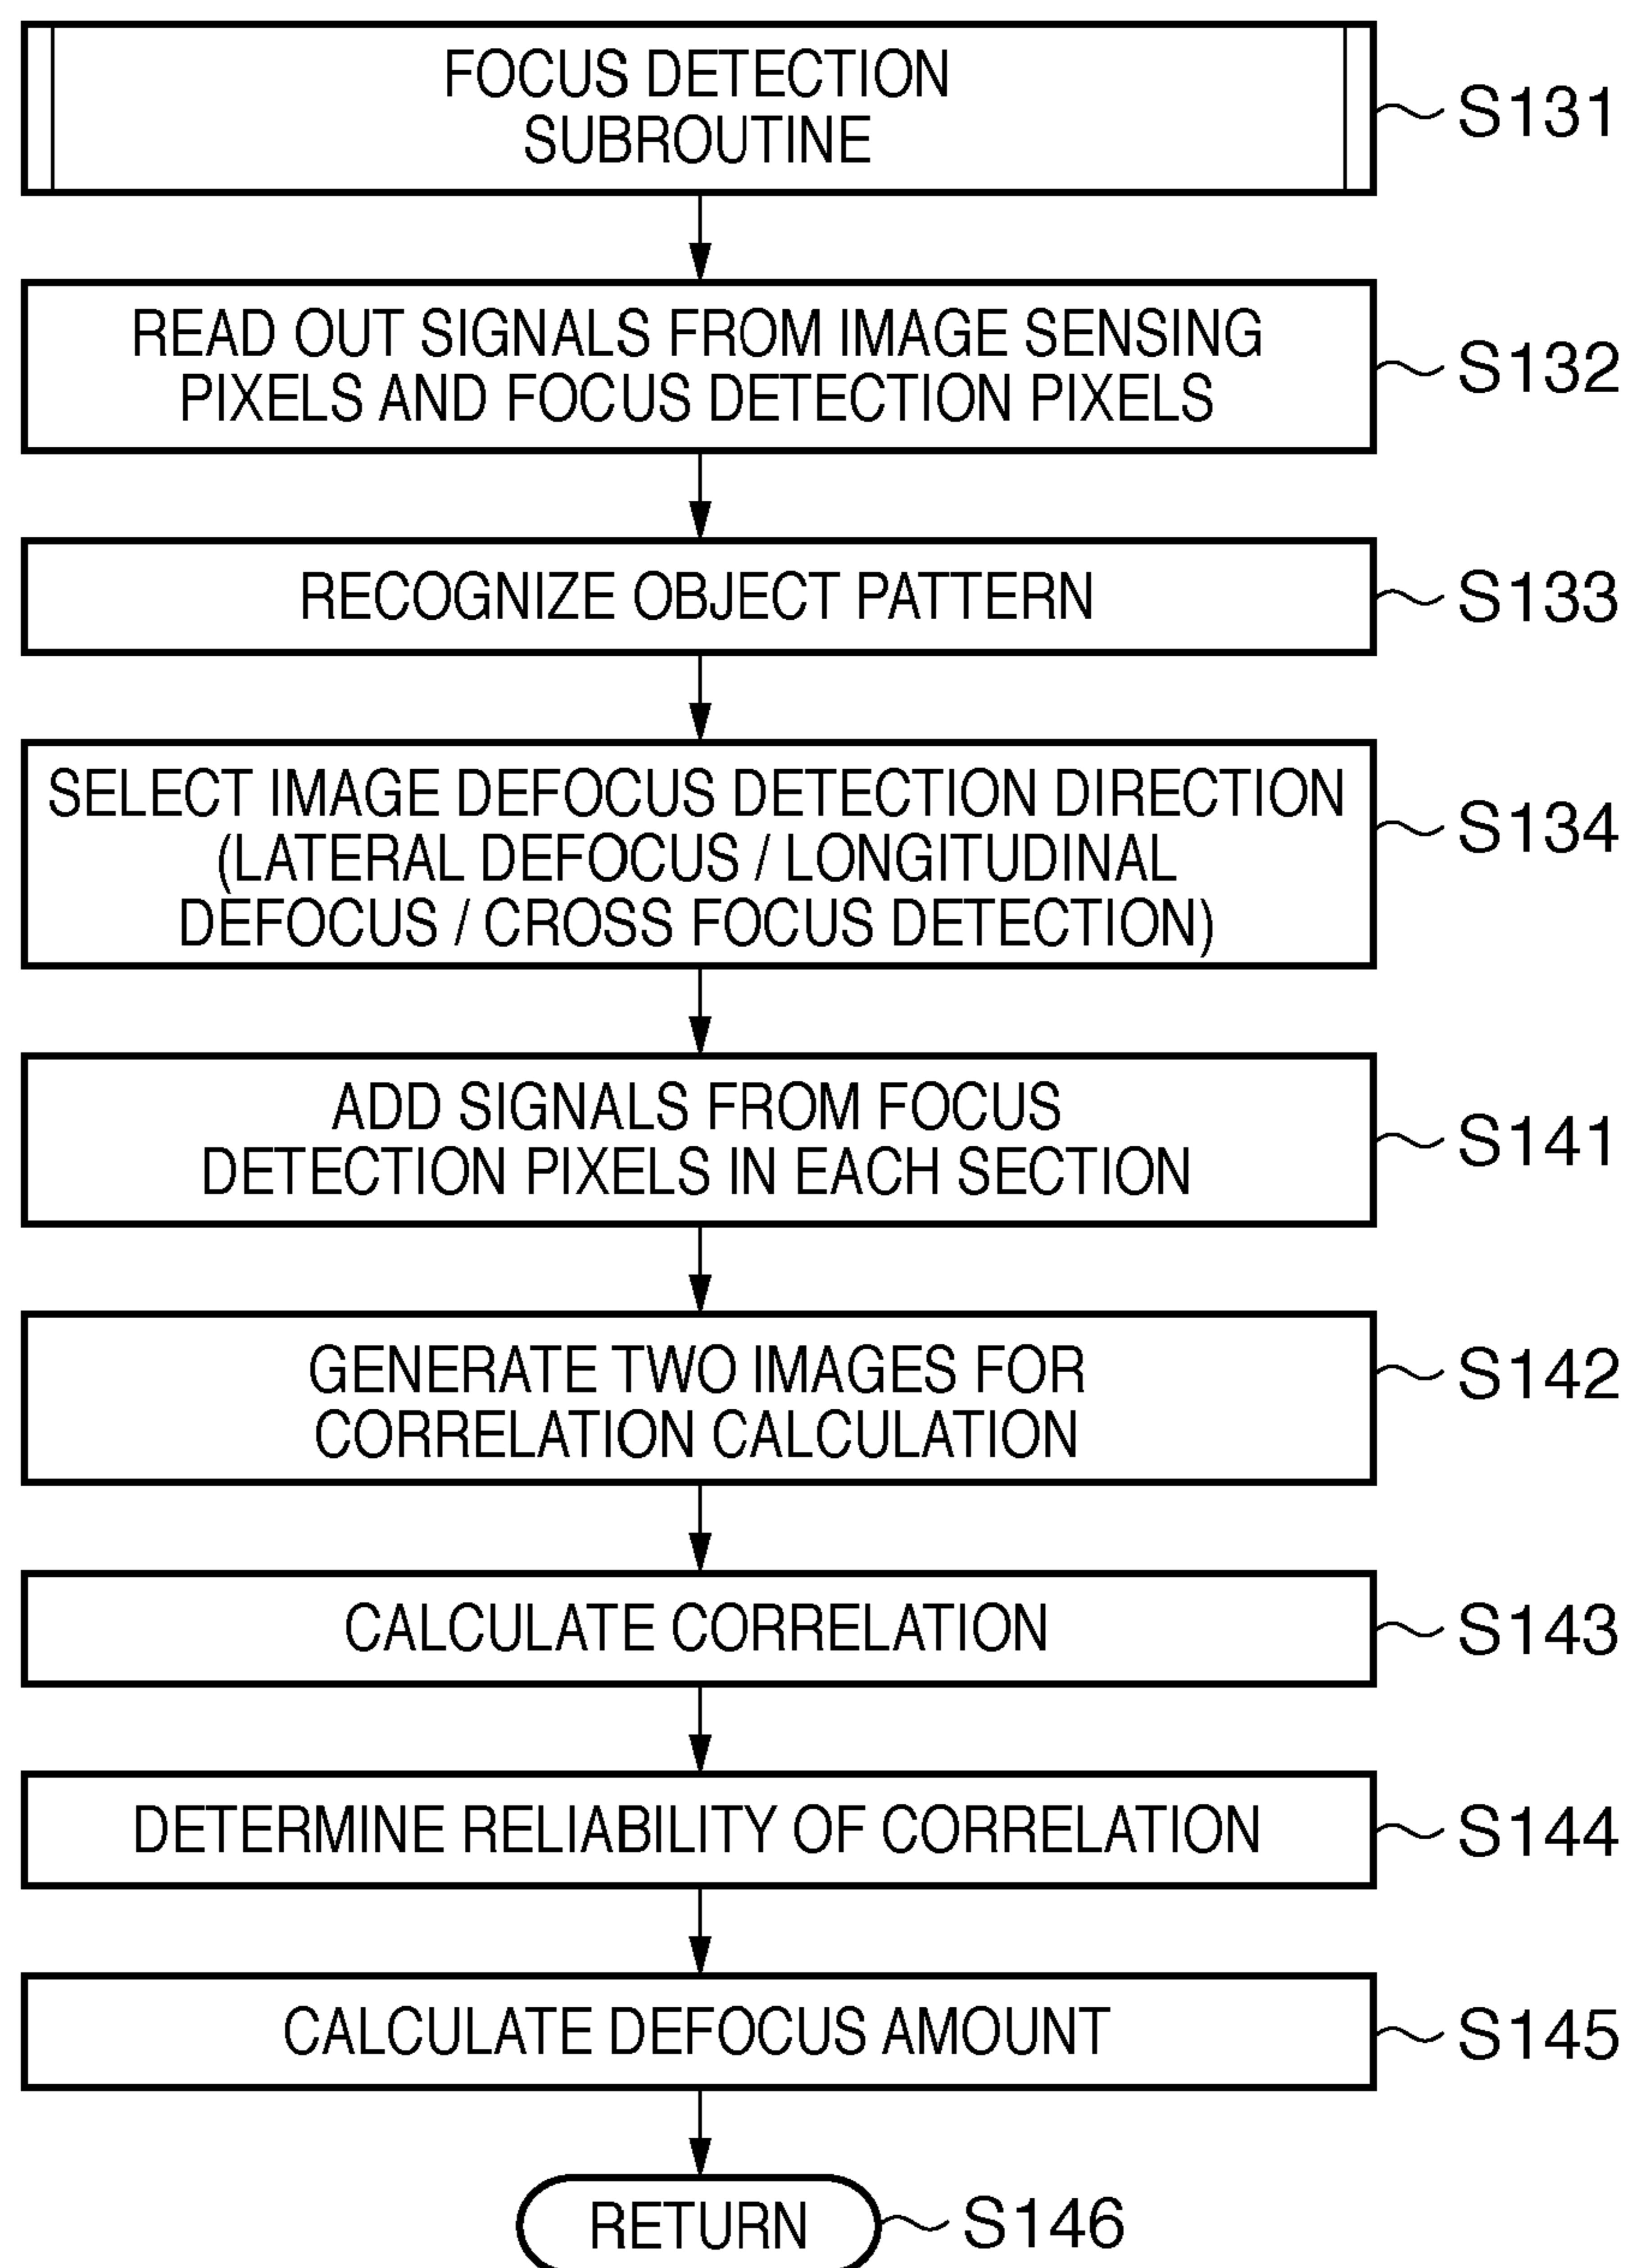 FOCUS DETECTION
SUBROUTINE
S131
READ OUT SIGNALS FROM IMAGE SENSING
PIXELS AND FOCUS DETECTION PIXELS
S132
RECOGNIZE OBJECT PATTERN
S133
SELECT IMAGE DEFOCUS DETECTION DIRECTION
(LATERAL DEFOCUS / LONGITUDINAL
DEFOCUS / CROSS FOCUS DETECTION)
S134
ADD SIGNALS FROM FOCUS
DETECTION PIXELS IN EACH SECTION
S141
GENERATE TWO IMAGES FOR
CORRELATION CALCULATION
S142
CALCULATE CORRELATION
S143
DETERMINE RELIABILITY OF CORRELATION
S144
CALCULATE DEFOCUS AMOUNT
S145
RETURN
S146